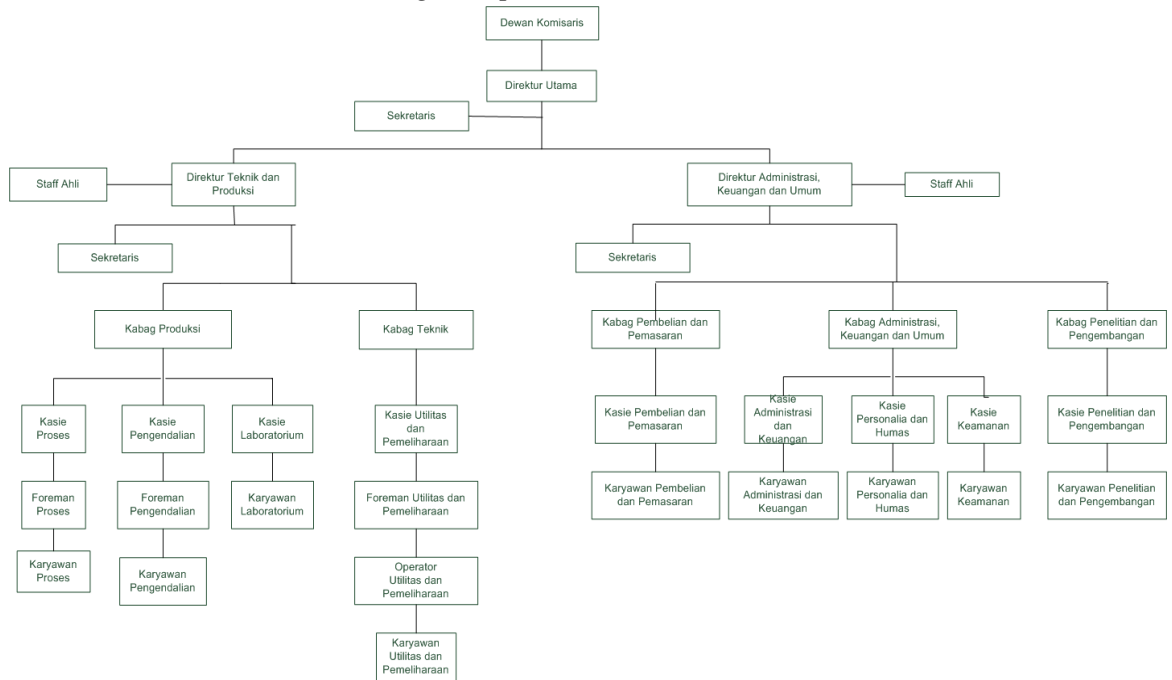 Dewan Komisaris
Direktur Utama
Sekretaris
Staff Ahli
Direktur Teknik dan
Produksi
Direktur Administrasi,
Keuangan dan Umum
Staff Ahli
Sekretaris
Sekretaris
Kabag Produksi
Kabag Teknik
Kabag Pembelian dan
Pemasaran
Kabag Administrasi,
Keuangan dan Umum
Kabag Penelitian dan
Pengembangan
Kasie
Proses
Kasie
Pengendalian
Kasie
Laboratorium
Kasie Utilitas
dan
Pemeliharaan
Kasie Pembelian dan
Pemasaran
Kasie
Administrasi
dan
Keuangan
Kasie
Personalia dan
Humas
Kasie
Keamanan
Kasie Penelitian dan
Pengembangan
Foreman
Proses
Foreman
Pengendalian
Karyawan
Laboratorium
Foreman Utilitas dan
Pemeliharaan
Karyawan Pembelian
dan Pemasaran
Karyawan
Administrasi dan
Keuangan
Karyawan
Personalia dan
Humas
Karyawan
Keamanan
Karyawan Penelitian
dan Pengembangan
Karyawan
Proses
Karyawan
Pengendalian
Operator
Utilitas dan
Pemeliharaan
Karyawan
Utilitas dan
Pemeliharaan